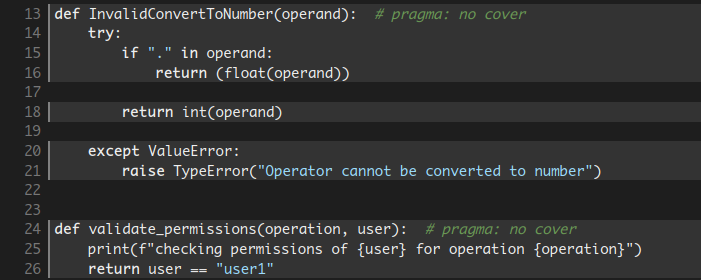 13 def InvalidConvertToNumber(operand):  # pragma: no cover
14     try:
15         if "." in operand:
16             return (float(operand))
17
18         return int(operand)
19
20     except ValueError:
21         raise TypeError("Operator cannot be converted to number")
22
23
24 def validate_permissions(operation, user):  # pragma: no cover
25     print(f"checking permissions of {user} for operation {operation}")
26     return user == "user1"